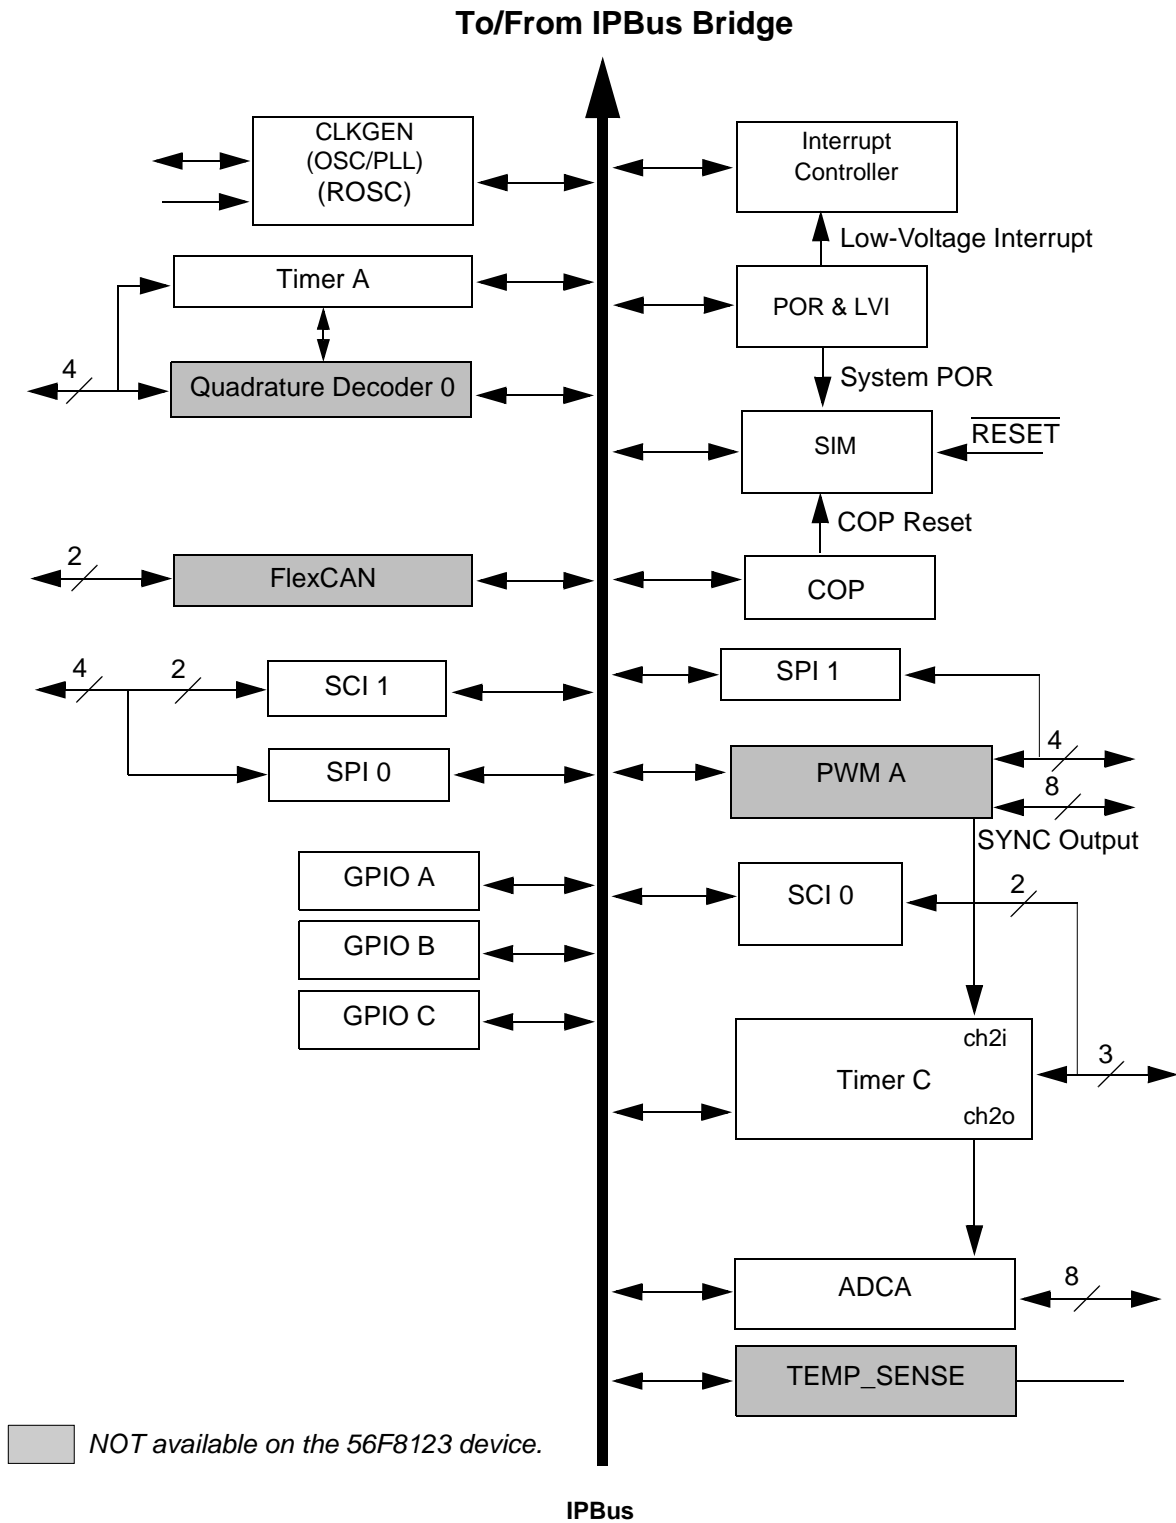 To/From IPBus Bridge
CLKGEN
(OSC/PLL)
(ROSC)
Interrupt
Controller
Low-Voltage Interrupt
Timer A
POR & LVI
4
Quadrature Decoder 0
System POR
SIM
RESET
COP Reset
2
FlexCAN
COP
4
2
SCI 1
SPI 1
SPI 0
PWM A
4
8
SYNC Output
GPIO A
SCI 0
2
GPIO B
GPIO C
ch2i
Timer C
3
ch2o
ADCA
8
TEMP_SENSE
NOT available on the 56F8123 device.
IPBus